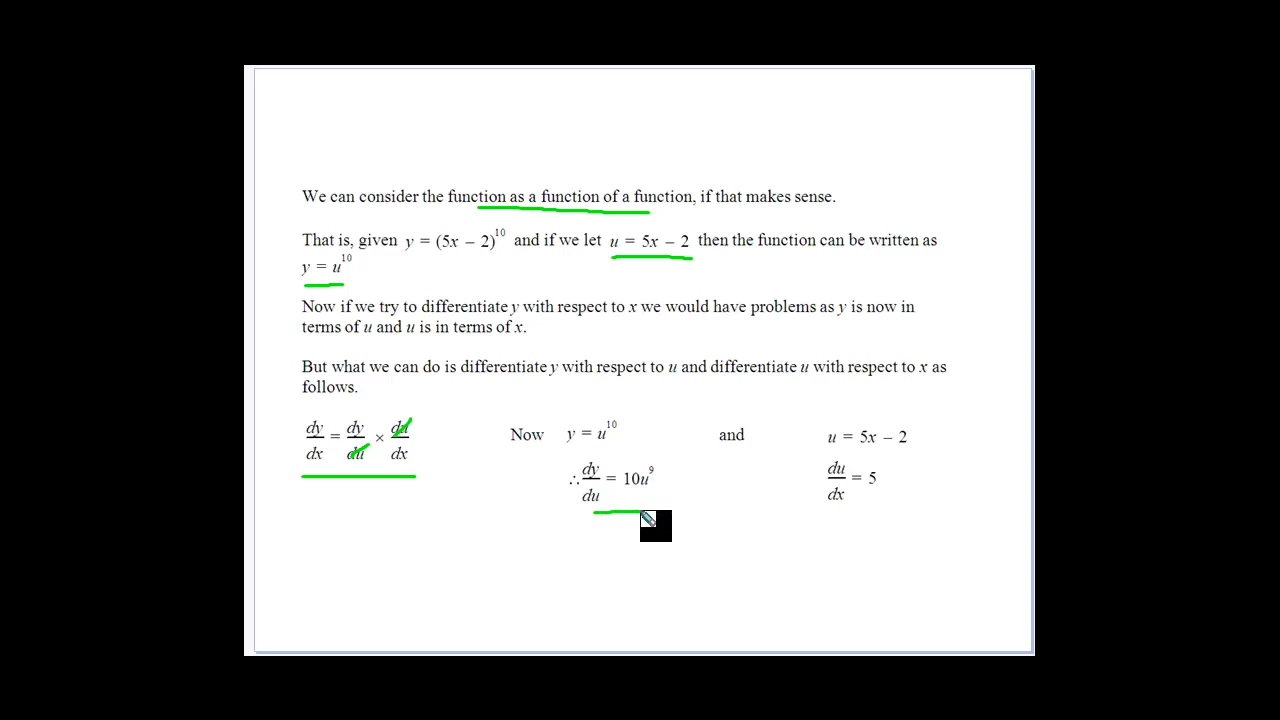 We can consider the function as a function of a function, if that makes sense.
That is, given y = (5x − 2)^10 and if we let u = 5x − 2 then the function can be written as
y = u^10
Now if we try to differentiate y with respect to x we would have problems as y is now in
terms of u and u is in terms of x.
But what we can do is differentiate y with respect to u and differentiate u with respect to x as
follows.
dy/dx = dy/du × du/dx Now y = u^10 and u = 5x − 2
∴ dy/du = 10u^9 du/dx = 5